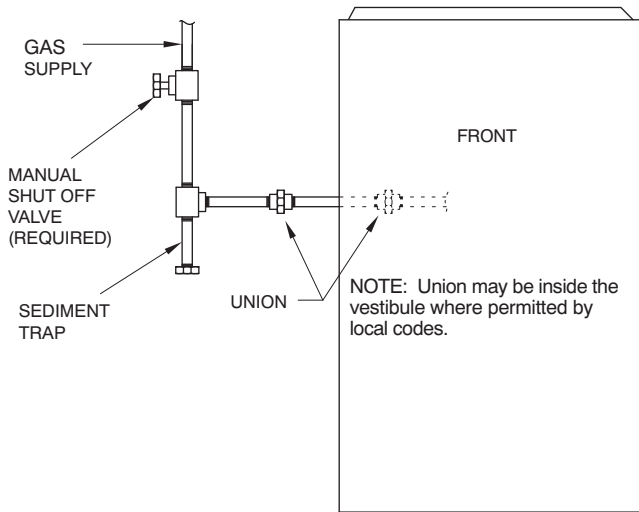 GAS
SUPPLY
FRONT
MANUAL
SHUT OFF
VALVE
(REQUIRED)
SEDIMENT
TRAP
UNION
NOTE: Union may be inside the
vestibule where permitted by
local codes.